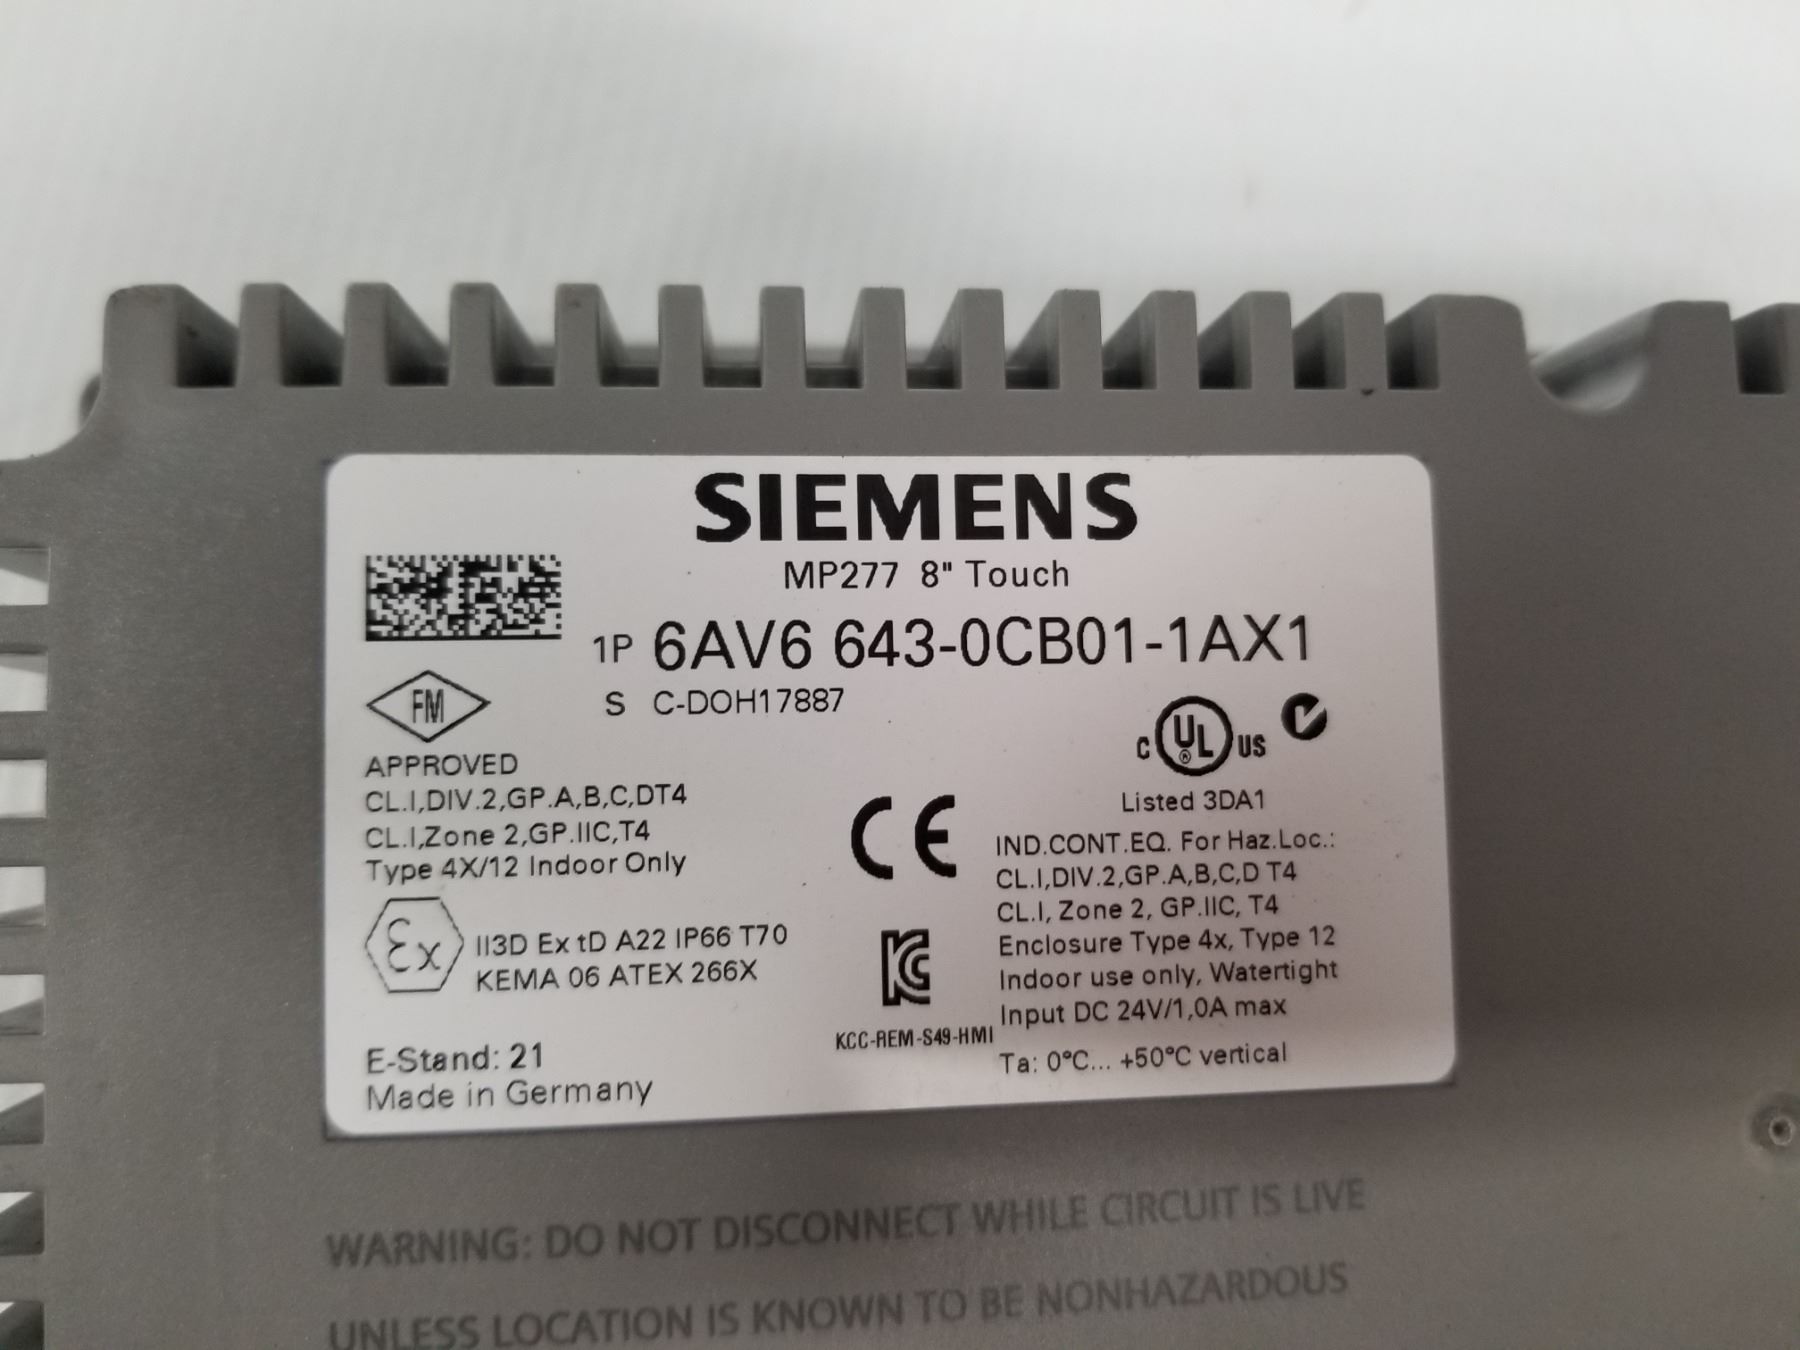 SIEMENS
MP277 8" Touch
1P 6AV6 643-0CB01-1AX1
S C-DOH17887
FM
APPROVED
CL.I,DIV.2,GP.A,B,C,DT4
CL.I,Zone 2,GP.IIC,T4
Type 4X/12 Indoor Only
Ex
II3D Ex tD A22 IP66 T70
KEMA 06 ATEX 266X
E-Stand: 21
Made in Germany
CE
KC
KCC-REM-S49-HMI
C UL ® US
Listed 3DA1
IND.CONT.EQ. For Haz.Loc.:
CL.I,DIV.2,GP.A,B,C,D T4
CL.I, Zone 2, GP.IIC, T4
Enclosure Type 4x, Type 12
Indoor use only, Watertight
Input DC 24V/1,0A max
Ta: 0°C... +50°C vertical
WARNING: DO NOT DISCONNECT WHILE CIRCUIT IS LIVE
UNLESS LOCATION IS KNOWN TO BE NONHAZARDOUS